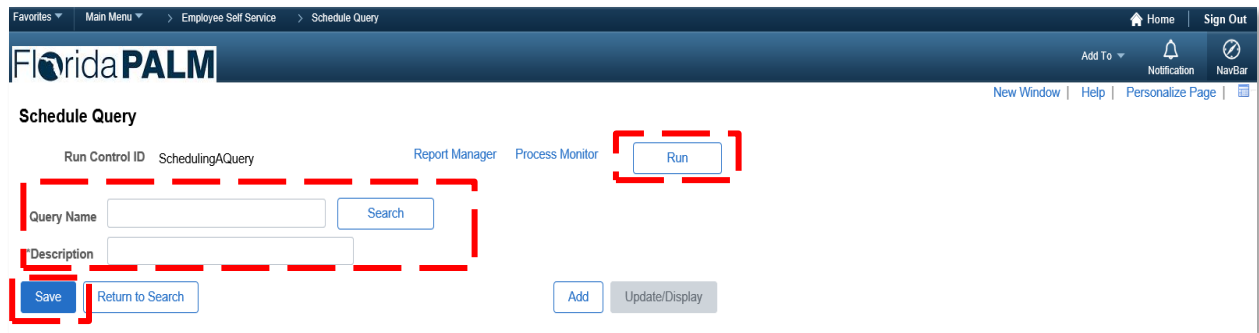 Favorites Main Menu > Employee Self Service > Schedule Query Home Sign Out
Florida PALM Add To Notification NavBar
New Window | Help | Personalize Page |
Schedule Query
Run Control ID SchedulingAQuery Report Manager Process Monitor Run
Query Name Search
*Description
Save Return to Search Add Update/Display